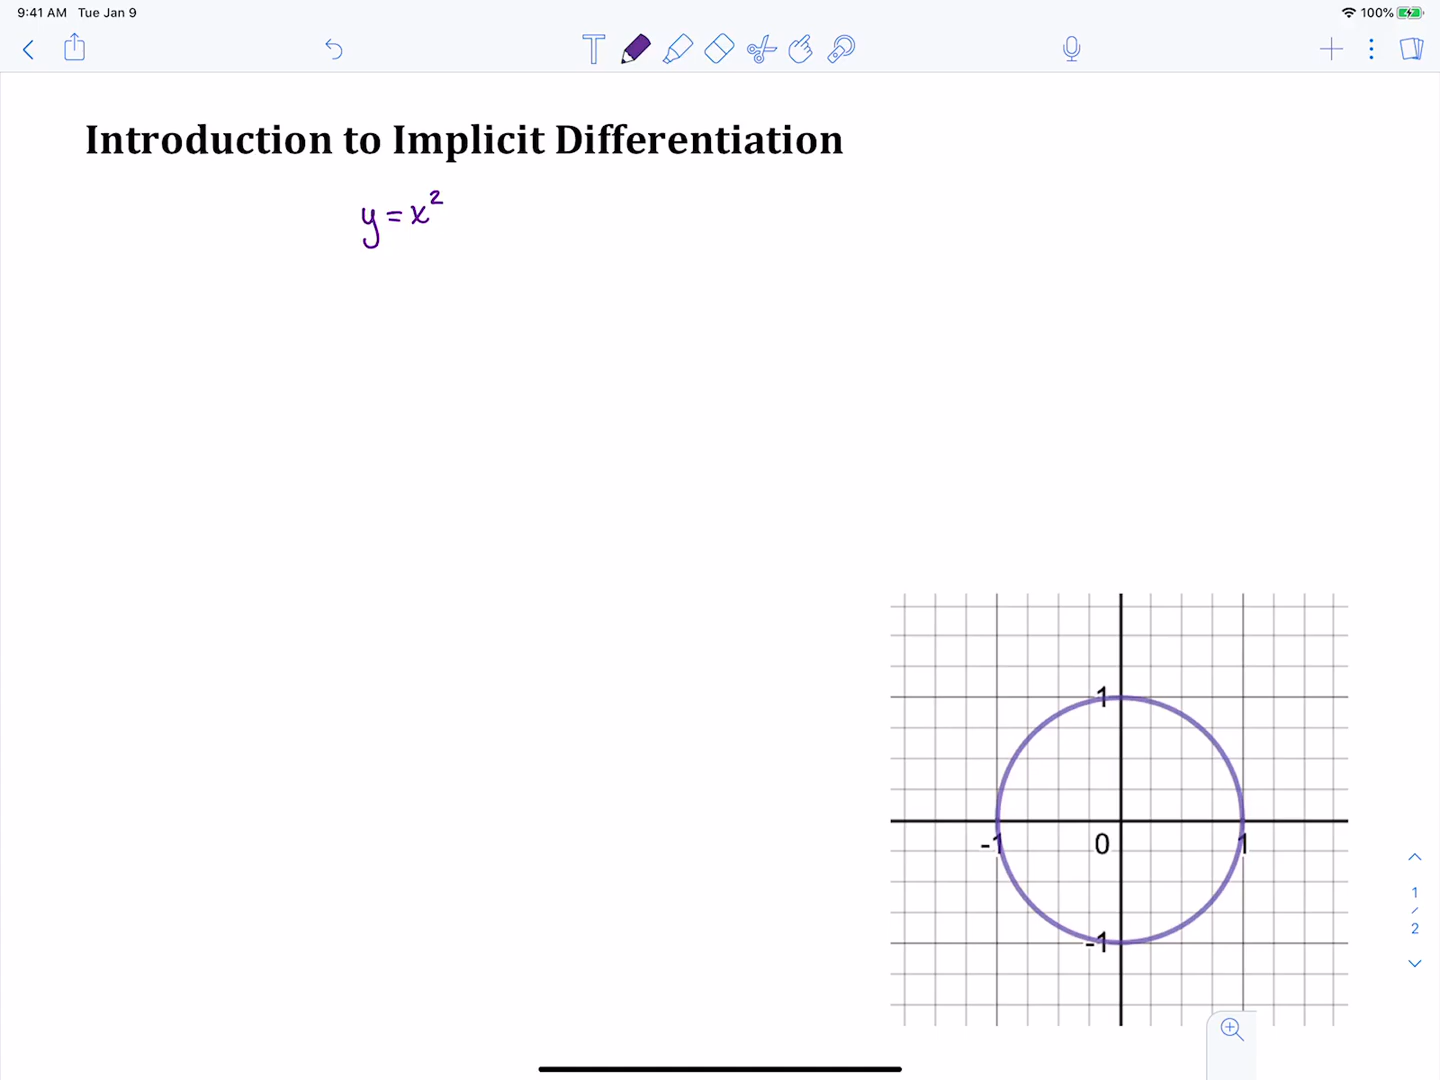 9:41 AM Tue Jan 9
100%
Introduction to Implicit Differentiation
y = x²
1
-1 0 1
-1
1
/
2